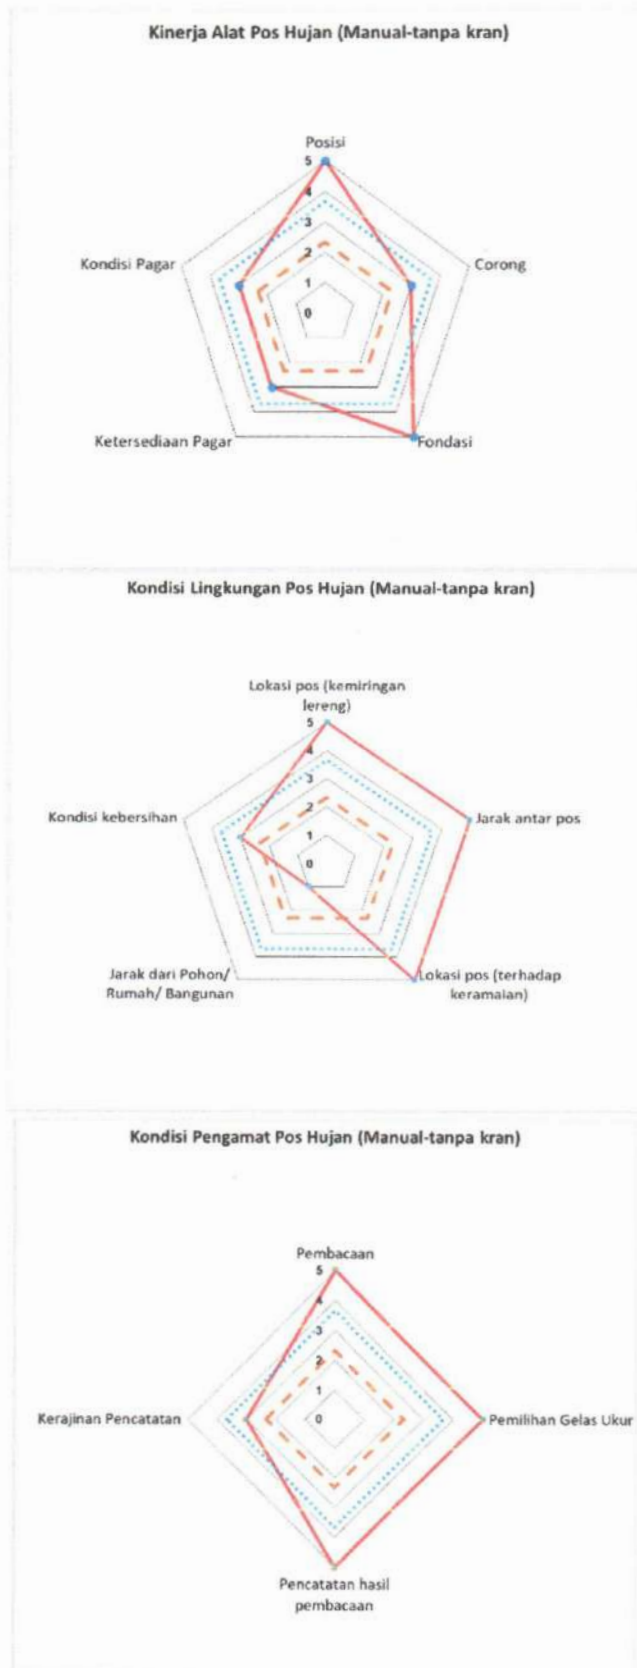 Kinerja Alat Pos Hujan (Manual-tanpa kran)
Posisi
5
4
3
2
1
0
Kondisi Pagar
Corong
Ketersediaan Pagar
Fondasi
Kondisi Lingkungan Pos Hujan (Manual-tanpa kran)
Lokasi pos (kemiringan
lereng)
5
4
3
2
1
0
Kondisi kebersihan
Jarak antar pos
Jarak dari Pohon/
Rumah/ Bangunan
Lokasi pos (terhadap
keramaian)
Kondisi Pengamat Pos Hujan (Manual-tanpa kran)
Pembacaan
5
4
3
2
1
0
Kerajinan Pencatatan
Pemilihan Gelas Ukur
Pencatatan hasil
pembacaan